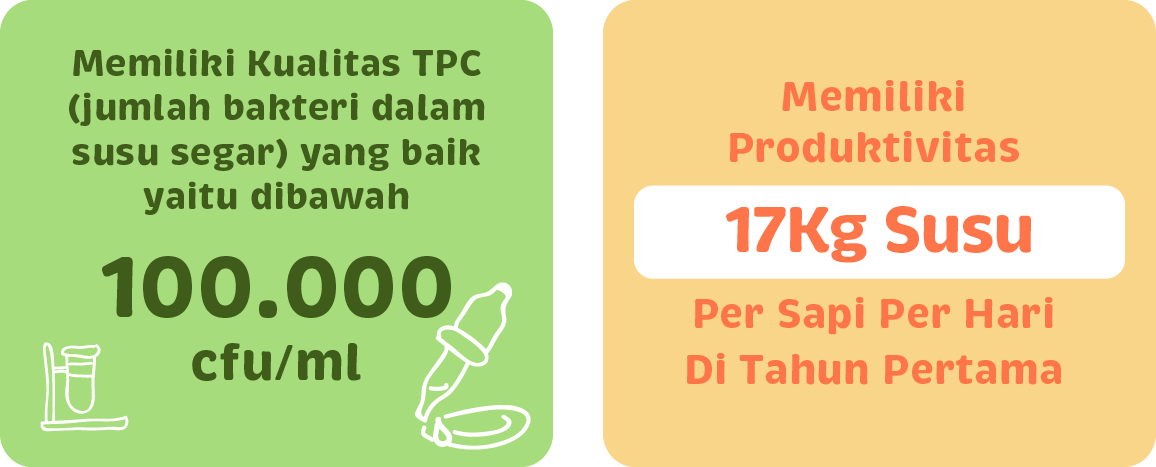 Memiliki Kualitas TPC
(jumlah bakteri dalam
susu segar) yang baik
yaitu dibawah
100.000
cfu/ml
Memiliki
Produktivitas
17Kg Susu
Per Sapi Per Hari
Di Tahun Pertama